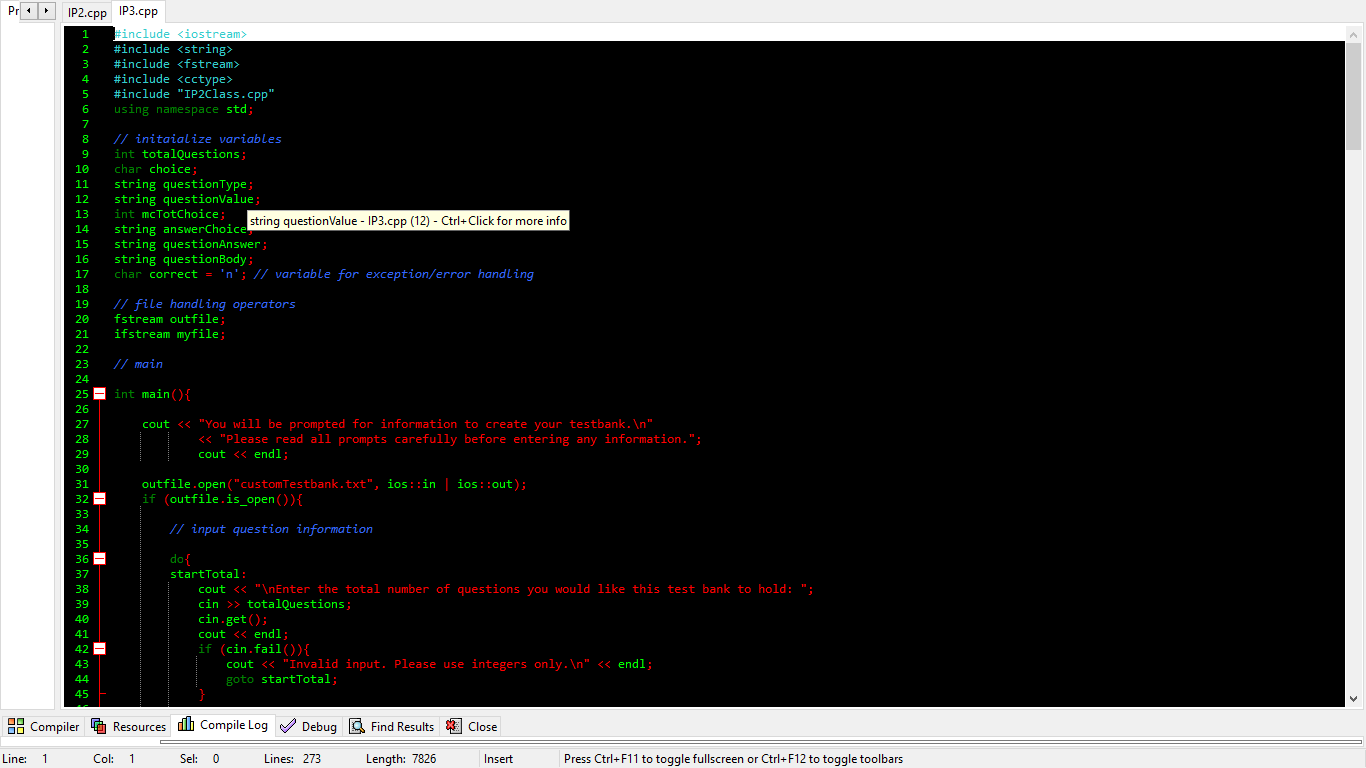 Pr
IP2.cpp IP3.cpp
1 #include <iostream>
2 #include <string>
3 #include <fstream>
4 #include <cctype>
5 #include "IP2Class.cpp"
6 using namespace std;
7
8 // initaialize variables
9 int totalQuestions;
10 char choice;
11 string questionType;
12 string questionValue;
13 int mcTotChoice;
string questionValue - IP3.cpp (12) - Ctrl+Click for more info
14 string answerChoice;
15 string questionAnswer;
16 string questionBody;
17 char correct = 'n'; // variable for exception/error handling
18
19 // file handling operators
20 fstream outfile;
21 ifstream myfile;
22
23 // main
24
25 int main(){
26
27 cout << "You will be prompted for information to create your testbank.\n"
28 << "Please read all prompts carefully before entering any information.";
29 cout << endl;
30
31 outfile.open("customTestbank.txt", ios::in | ios::out);
32 if (outfile.is_open()){
33
34 // input question information
35
36 do{
37 startTotal:
38 cout << "\nEnter the total number of questions you would like this test bank to hold: ";
39 cin >> totalQuestions;
40 cin.get();
41 cout << endl;
42 if (cin.fail()){
43 cout << "Invalid input. Please use integers only.\n" << endl;
44 goto startTotal;
45 }
Compiler Resources Compile Log Debug Find Results Close
Line: 1 Col: 1 Sel: 0 Lines: 273 Length: 7826 Insert Press Ctrl+F11 to toggle fullscreen or Ctrl+F12 to toggle toolbars